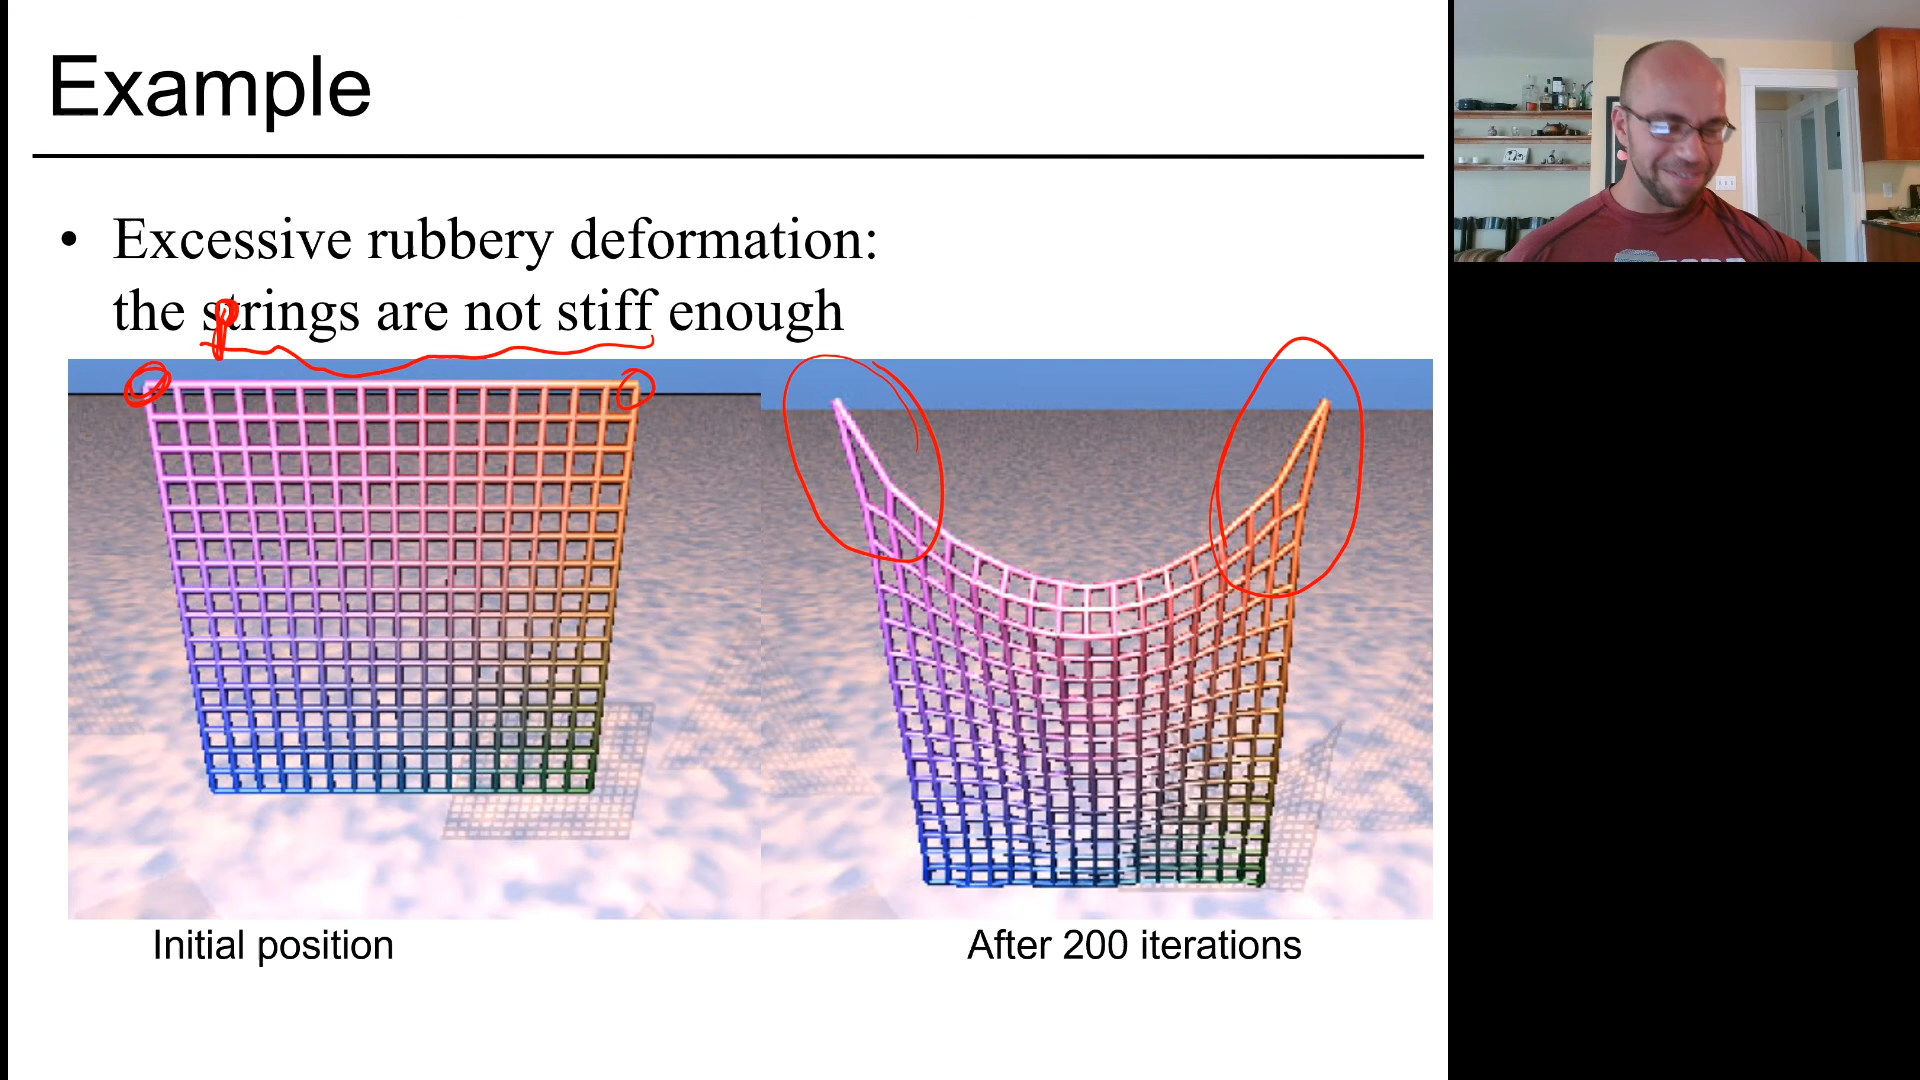 Example
• Excessive rubbery deformation:
the strings are not stiff enough
p
Initial position
After 200 iterations